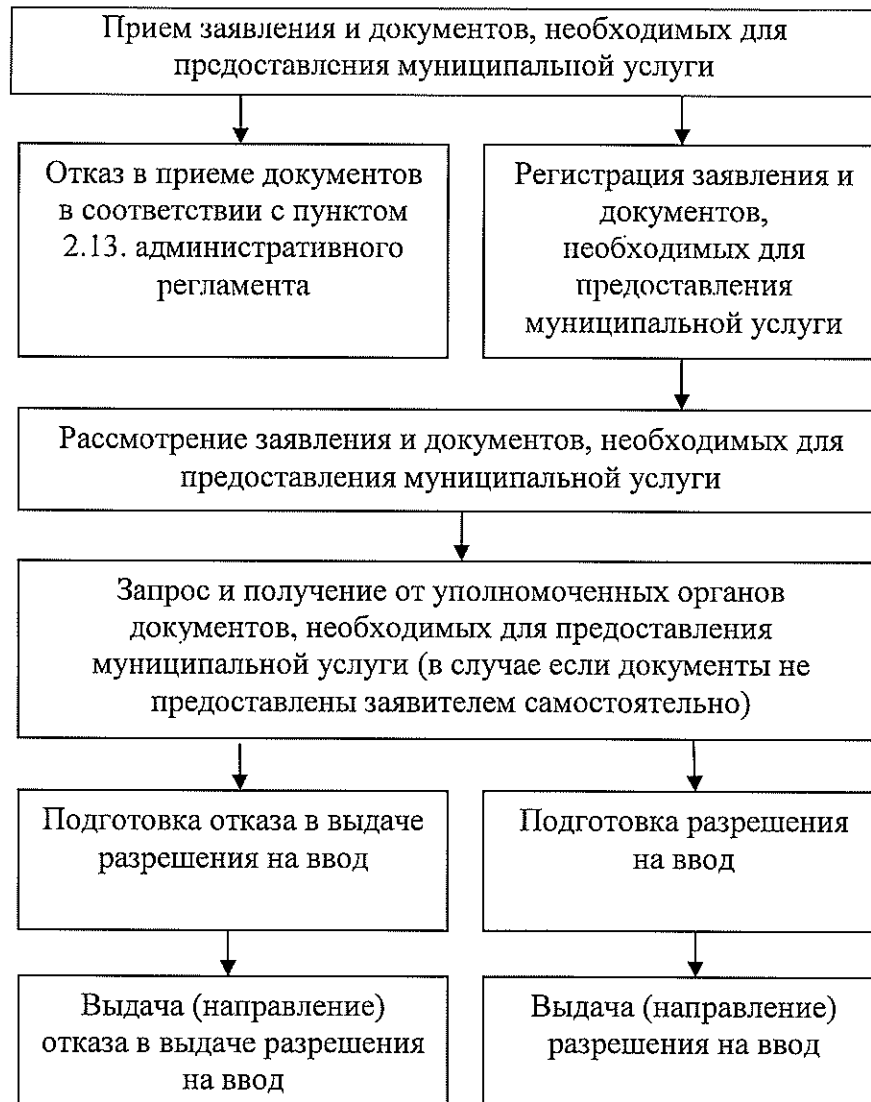 Прием заявления и документов, необходимых для
предоставления муниципальной услуги
Отказ в приеме документов
в соответствии с пунктом
2.13. административного
регламента
Регистрация заявления и
документов,
необходимых для
предоставления
муниципальной услуги
Рассмотрение заявления и документов, необходимых для
предоставления муниципальной услуги
Запрос и получение от уполномоченных органов
документов, необходимых для предоставления
муниципальной услуги (в случае если документы не
предоставлены заявителем самостоятельно)
Подготовка отказа в выдаче
разрешения на ввод
Подготовка разрешения
на ввод
Выдача (направление)
отказа в выдаче разрешения
на ввод
Выдача (направление)
разрешения на ввод